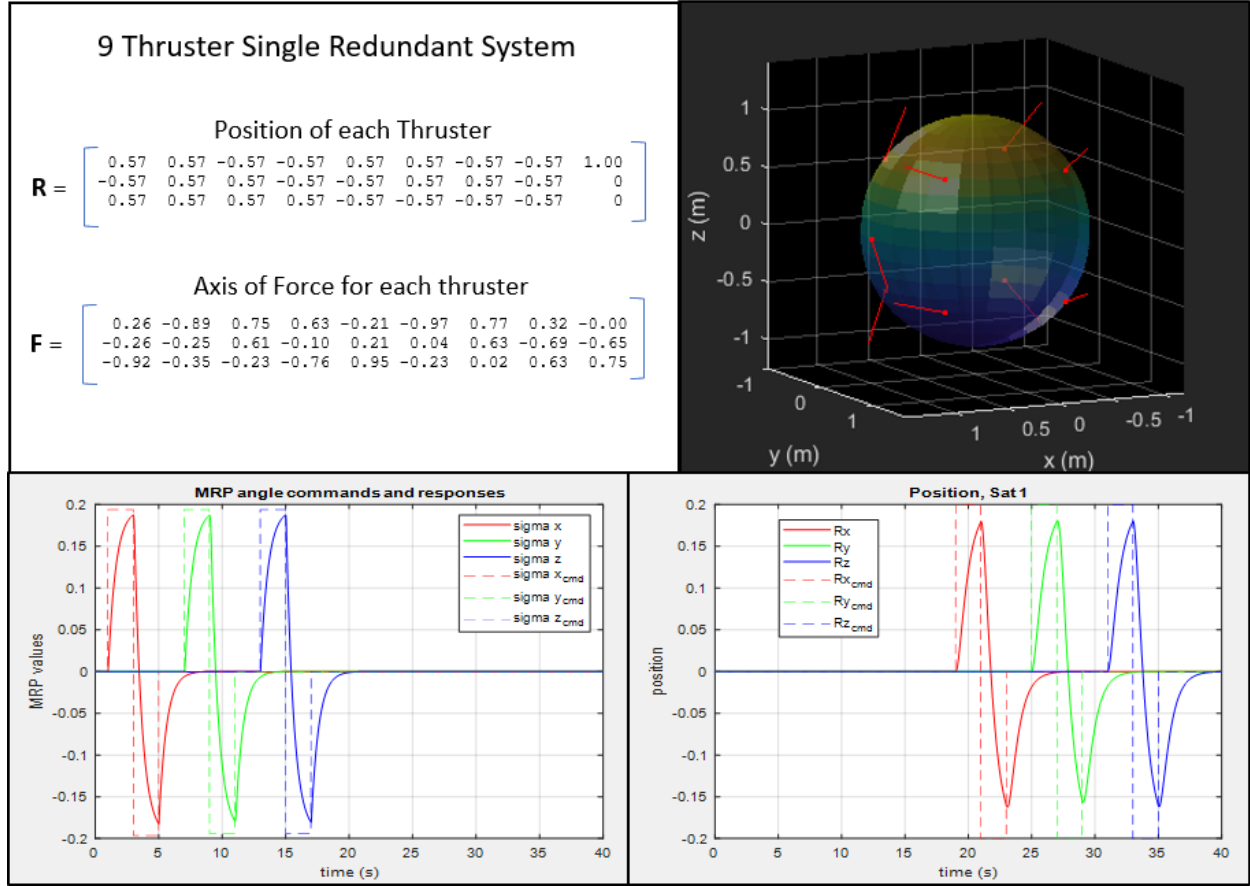 9 Thruster Single Redundant System
Position of each Thruster
R =
0.57 0.57 -0.57 -0.57 0.57 0.57 -0.57 -0.57 1.00
-0.57 0.57 0.57 -0.57 -0.57 0.57 0.57 -0.57 0
0.57 0.57 0.57 0.57 -0.57 -0.57 -0.57 -0.57 0
Axis of Force for each thruster
F =
0.26 -0.89 0.75 0.63 -0.21 -0.97 0.77 0.32 -0.00
-0.26 -0.25 0.61 -0.10 0.21 0.04 0.63 -0.69 -0.65
-0.92 -0.35 -0.23 -0.76 0.95 -0.23 0.02 0.63 0.75
z (m)
1
0.5
0
-0.5
-1
-1
0
1
y (m)
1
0.5
0
-0.5
-1
x (m)
MRP angle commands and responses
MRP values
0.2
0.15
0.1
0.05
0
-0.05
-0.1
-0.15
-0.2
sigma x
sigma y
sigma z
sigma x cmd
sigma y cmd
sigma z cmd
0 5 10 15 20 25 30 35 40
time (s)
Position, Sat1
position
0.2
0.15
0.1
0.05
0
-0.05
-0.1
-0.15
-0.2
Rx
Ry
Rz
Rx cmd
Ry cmd
Rz cmd
0 5 10 15 20 25 30 35 40
time (s)